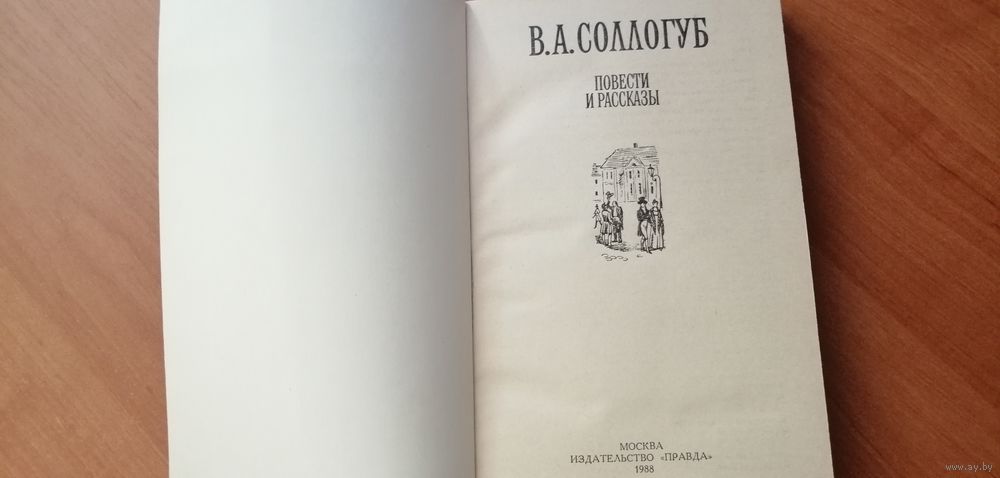 В.А.СОЛЛОГУБ
ПОВЕСТИ
И РАССКАЗЫ
МОСКВА
ИЗДАТЕЛЬСТВО «ПРАВДА»
1988
www.ay.by